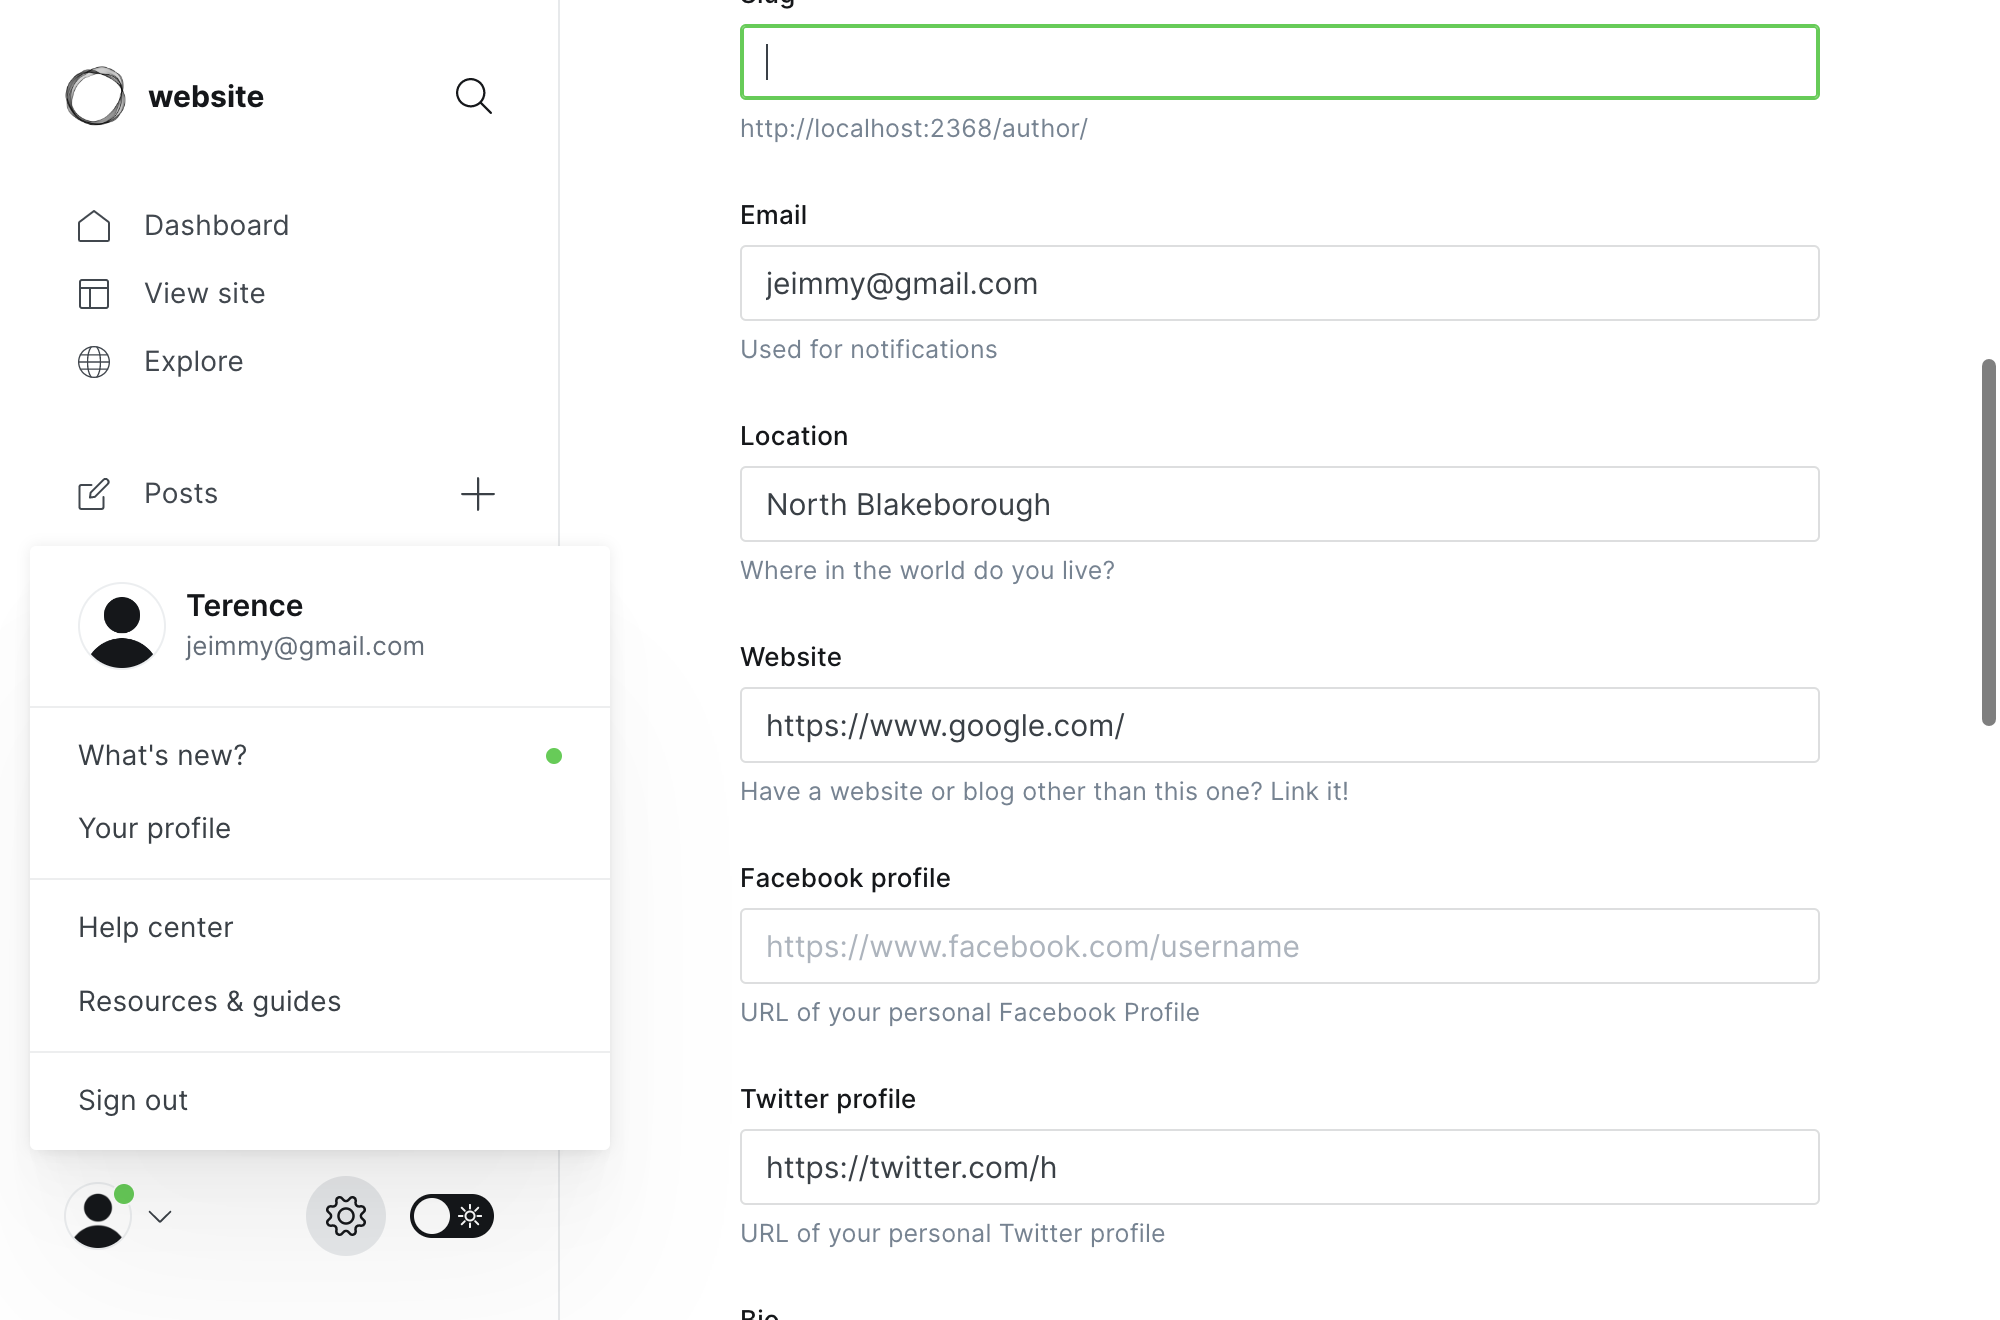 website
Dashboard
View site
Explore
Posts
Terence
jeimmy@gmail.com
What's new?
Your profile
Help center
Resources & guides
Sign out
Slug
http://localhost:2368/author/
Email
jeimmy@gmail.com
Used for notifications
Location
North Blakeborough
Where in the world do you live?
Website
https://www.google.com/
Have a website or blog other than this one? Link it!
Facebook profile
https://www.facebook.com/username
URL of your personal Facebook Profile
Twitter profile
https://twitter.com/h
URL of your personal Twitter profile
Bio